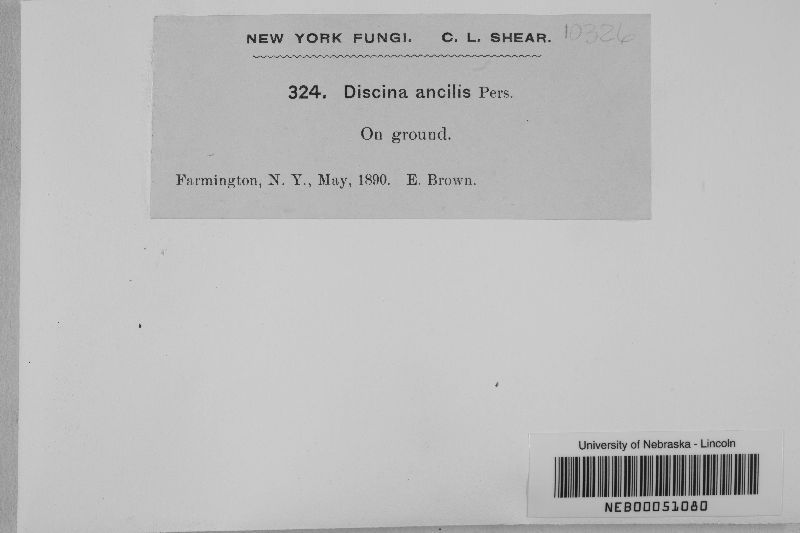 NEW YORK FUNGI. C. L. SHEAR. 10326
324. Discina ancilis Pers.
On ground.
Farmington, N. Y., May, 1890. E. Brown.
University of Nebraska - Lincoln
NEB00051080